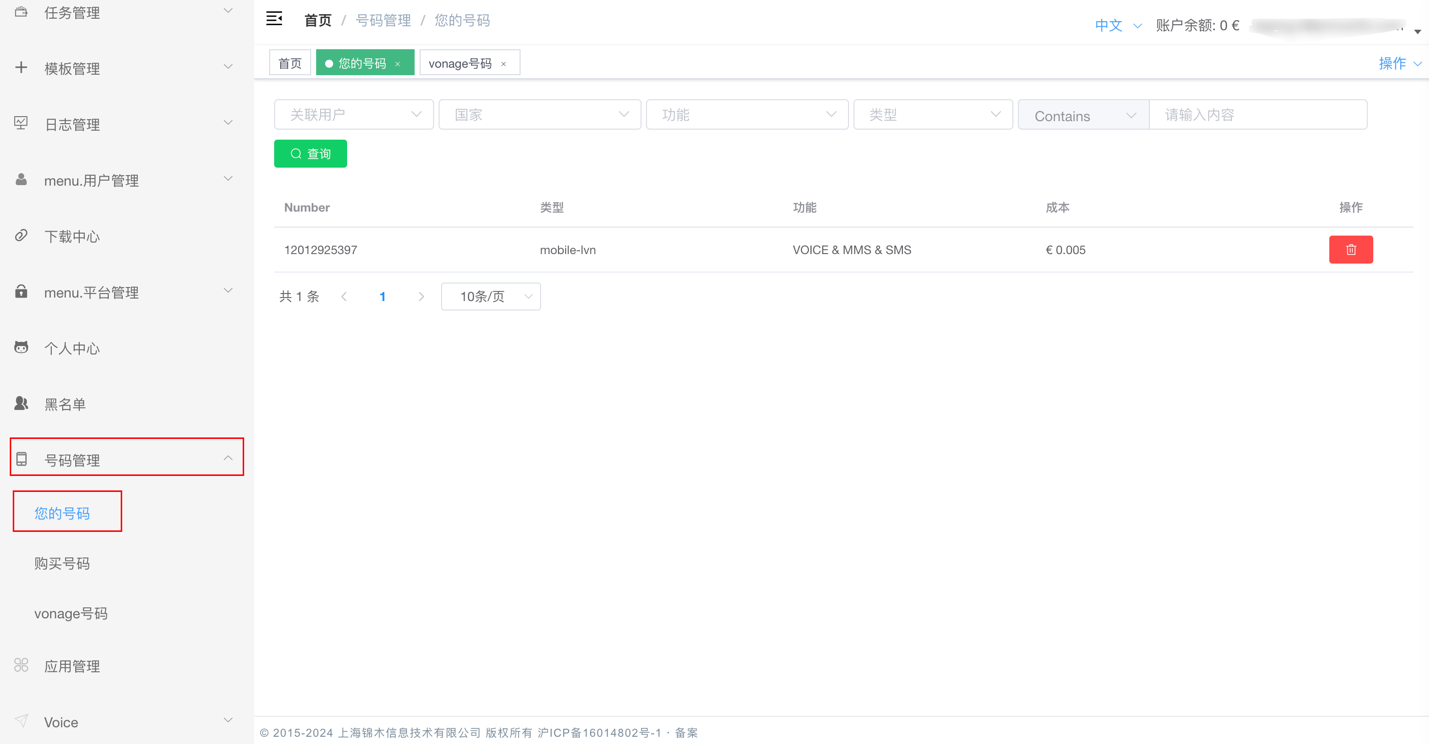 任务管理
模板管理
日志管理
menu.用户管理
下载中心
menu.平台管理
个人中心
黑名单
号码管理
您的号码
购买号码
vonage号码
应用管理
Voice
首页 / 号码管理 / 您的号码
中文 账户余额: 0 €
首页 您的号码 × vonage号码 ×
操作
关联用户 国家 功能 类型 Contains 请输入内容
查询
Number 类型 功能 成本 操作
12012925397 mobile-lvn VOICE & MMS & SMS € 0.005
共 1 条 1 10条/页
© 2015-2024 上海锦木信息技术有限公司 版权所有 沪ICP备16014802号-1 · 备案